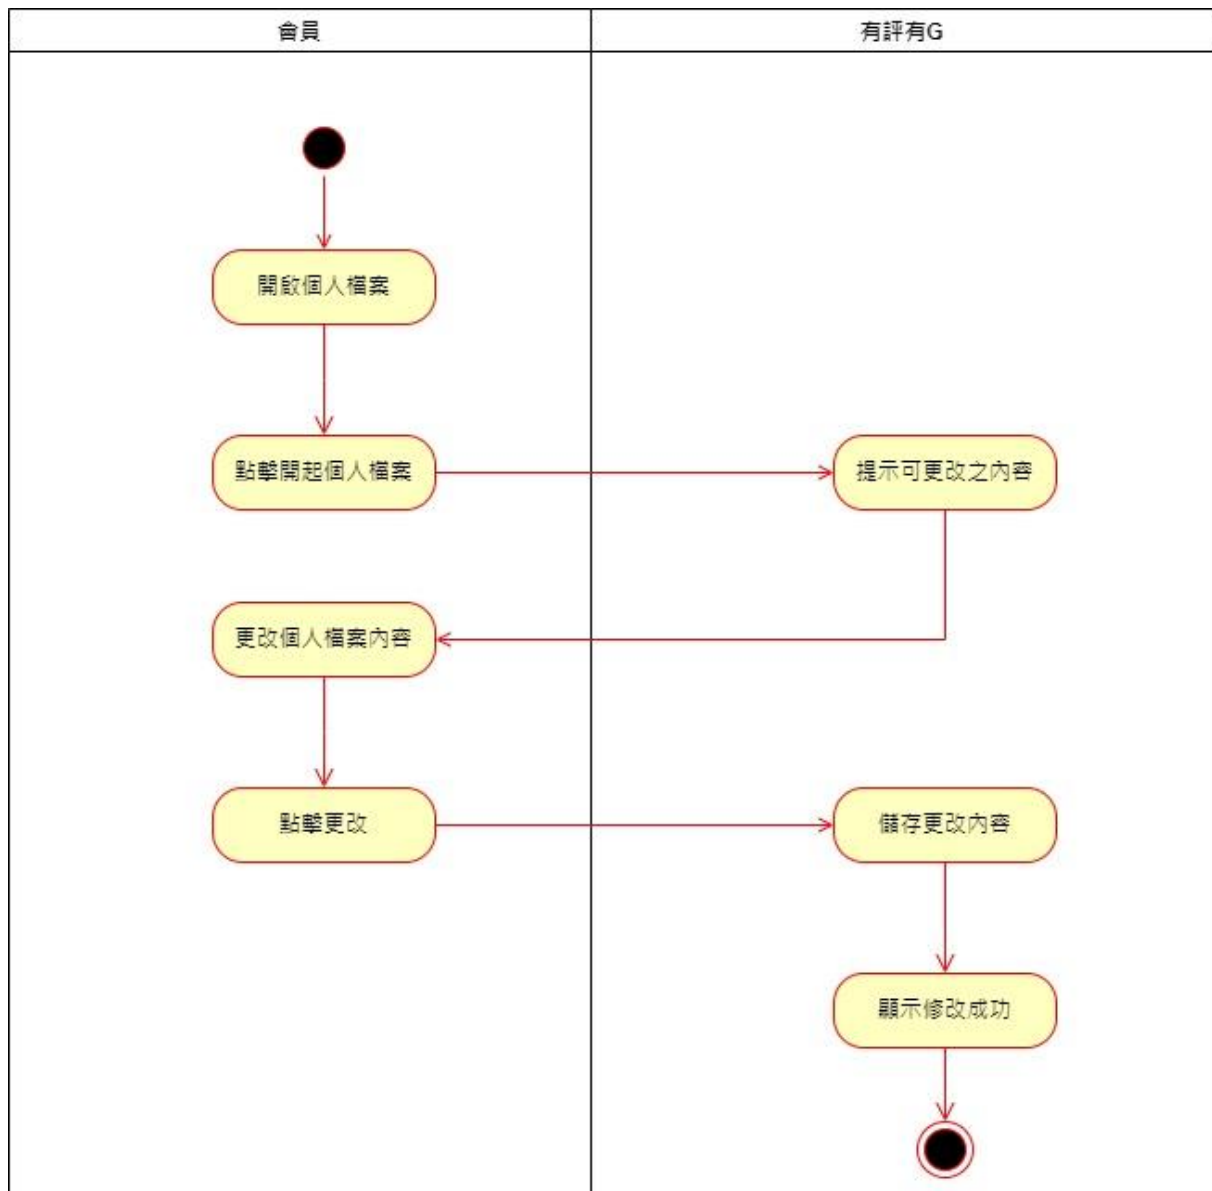 會員
有評有G
開啟個人檔案
點擊開起個人檔案
提示可更改之內容
更改個人檔案內容
點擊更改
儲存更改內容
顯示修改成功